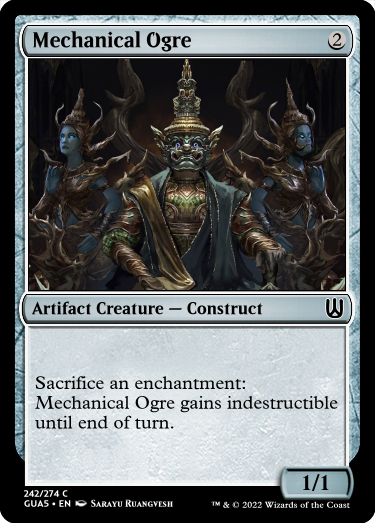 Mechanical Ogre 2
Artifact Creature — Construct
Sacrifice an enchantment:
Mechanical Ogre gains indestructible
until end of turn.
1/1
242/274 C
GUA5 • EN SARAYU RUANGVESH
™ & © 2022 Wizards of the Coast